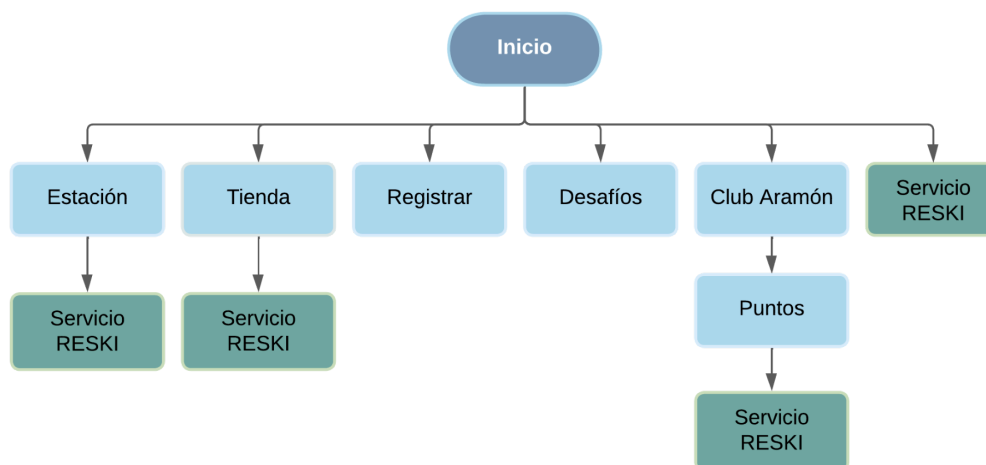 Inicio
Estación
Tienda
Registrar
Desafíos
Club Aramón
Servicio
RESKI
Servicio
RESKI
Servicio
RESKI
Puntos
Servicio
RESKI